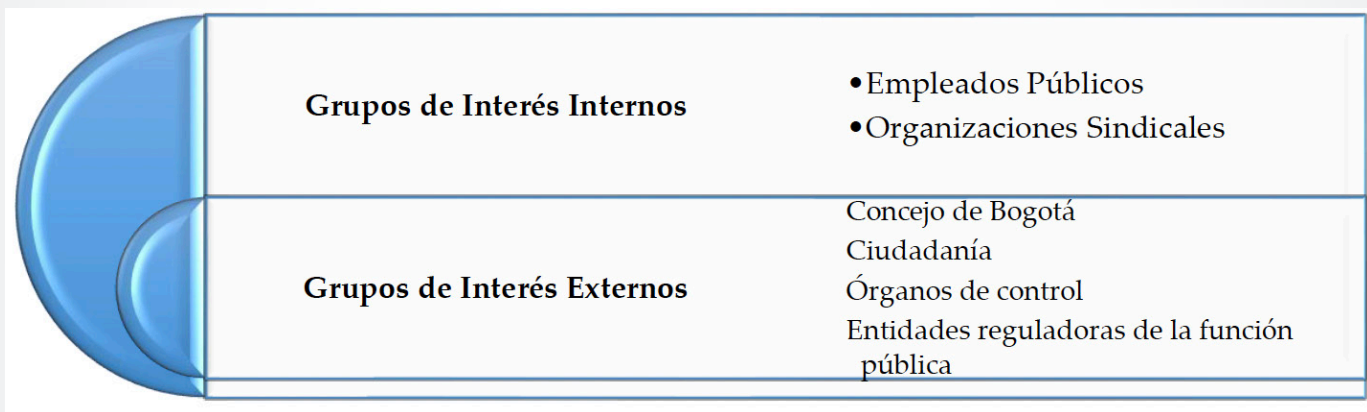 Grupos de Interés Internos
•Empleados Públicos
•Organizaciones Sindicales
Grupos de Interés Externos
Concejo de Bogotá
Ciudadanía
Órganos de control
Entidades reguladoras de la función
pública